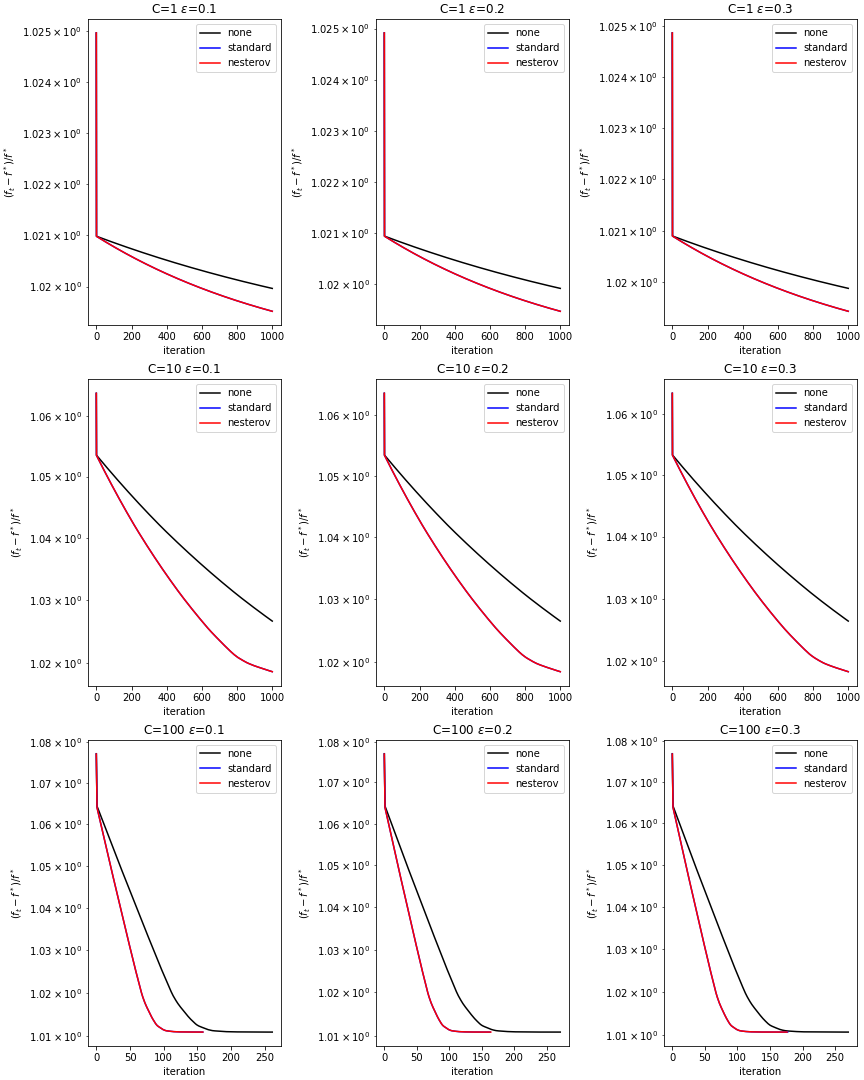 C=1 ε=0.1
1.025 × 10⁰
1.024 × 10⁰
1.023 × 10⁰
1.022 × 10⁰
1.021 × 10⁰
1.02 × 10⁰
(fₜ − f*)/f*
none
standard
nesterov
0 200 400 600 800 1000
iteration
C=1 ε=0.2
1.025 × 10⁰
1.024 × 10⁰
1.023 × 10⁰
1.022 × 10⁰
1.021 × 10⁰
1.02 × 10⁰
(fₜ − f*)/f*
none
standard
nesterov
0 200 400 600 800 1000
iteration
C=1 ε=0.3
1.025 × 10⁰
1.024 × 10⁰
1.023 × 10⁰
1.022 × 10⁰
1.021 × 10⁰
1.02 × 10⁰
(fₜ − f*)/f*
none
standard
nesterov
0 200 400 600 800 1000
iteration
C=10 ε=0.1
1.06 × 10⁰
1.05 × 10⁰
1.04 × 10⁰
1.03 × 10⁰
1.02 × 10⁰
(fₜ − f*)/f*
none
standard
nesterov
0 200 400 600 800 1000
iteration
C=10 ε=0.2
1.06 × 10⁰
1.05 × 10⁰
1.04 × 10⁰
1.03 × 10⁰
1.02 × 10⁰
(fₜ − f*)/f*
none
standard
nesterov
0 200 400 600 800 1000
iteration
C=10 ε=0.3
1.06 × 10⁰
1.05 × 10⁰
1.04 × 10⁰
1.03 × 10⁰
1.02 × 10⁰
(fₜ − f*)/f*
none
standard
nesterov
0 200 400 600 800 1000
iteration
C=100 ε=0.1
1.08 × 10⁰
1.07 × 10⁰
1.06 × 10⁰
1.05 × 10⁰
1.04 × 10⁰
1.03 × 10⁰
1.02 × 10⁰
1.01 × 10⁰
(fₜ − f*)/f*
none
standard
nesterov
0 50 100 150 200 250
iteration
C=100 ε=0.2
1.08 × 10⁰
1.07 × 10⁰
1.06 × 10⁰
1.05 × 10⁰
1.04 × 10⁰
1.03 × 10⁰
1.02 × 10⁰
1.01 × 10⁰
(fₜ − f*)/f*
none
standard
nesterov
0 50 100 150 200 250
iteration
C=100 ε=0.3
1.08 × 10⁰
1.07 × 10⁰
1.06 × 10⁰
1.05 × 10⁰
1.04 × 10⁰
1.03 × 10⁰
1.02 × 10⁰
1.01 × 10⁰
(fₜ − f*)/f*
none
standard
nesterov
0 50 100 150 200 250
iteration